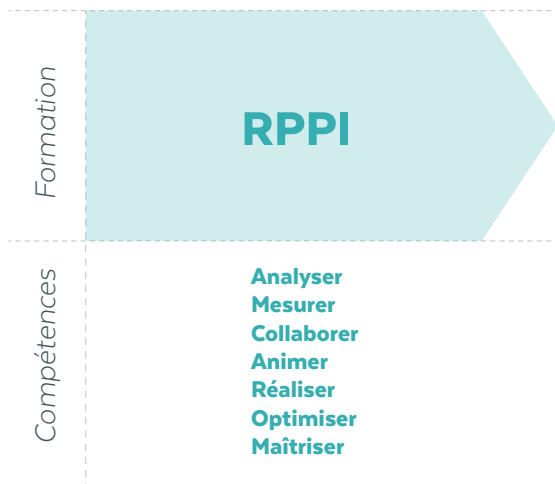 Formation
RPPI
Compétences
Analyser
Mesurer
Collaborer
Animer
Réaliser
Optimiser
Maîtriser